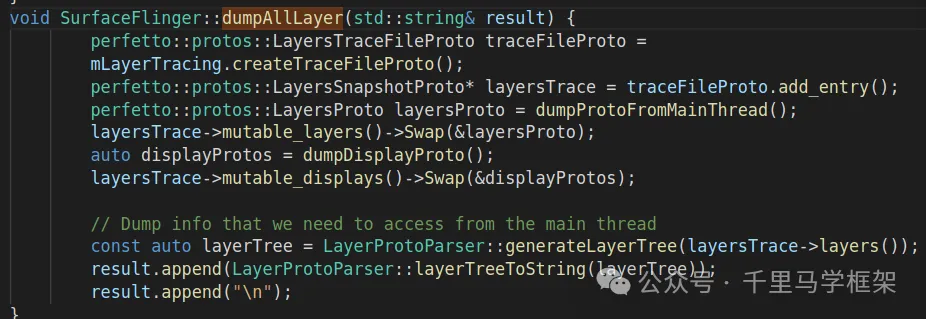 void SurfaceFlinger::dumpAllLayer(std::string& result) {
perfetto::protos::LayersTraceFileProto traceFileProto =
mLayerTracing.createTraceFileProto();
perfetto::protos::LayersSnapshotProto* layersTrace = traceFileProto.add_entry();
perfetto::protos::LayersProto layersProto = dumpProtoFromMainThread();
layersTrace->mutable_layers()->Swap(&layersProto);
auto displayProtos = dumpDisplayProto();
layersTrace->mutable_displays()->Swap(&displayProtos);
// Dump info that we need to access from the main thread
const auto layerTree = LayerProtoParser::generateLayerTree(layersTrace->layers());
result.append(LayerProtoParser::layerTreeToString(layerTree));
result.append("\n");
公众号 · 千里马学框架
}